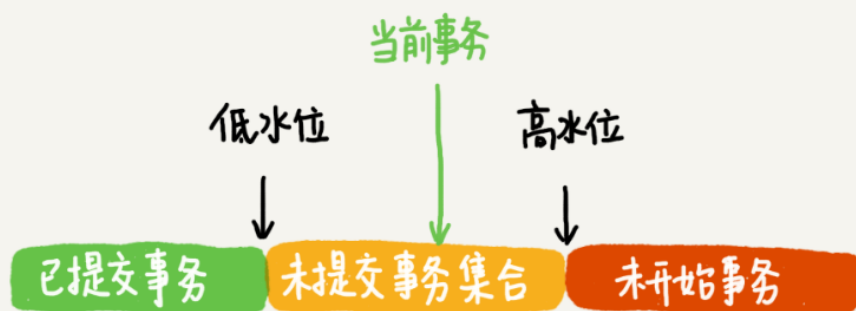 当前事务
低水位
高水位
已提交事务
未提交事务集合
未开始事务